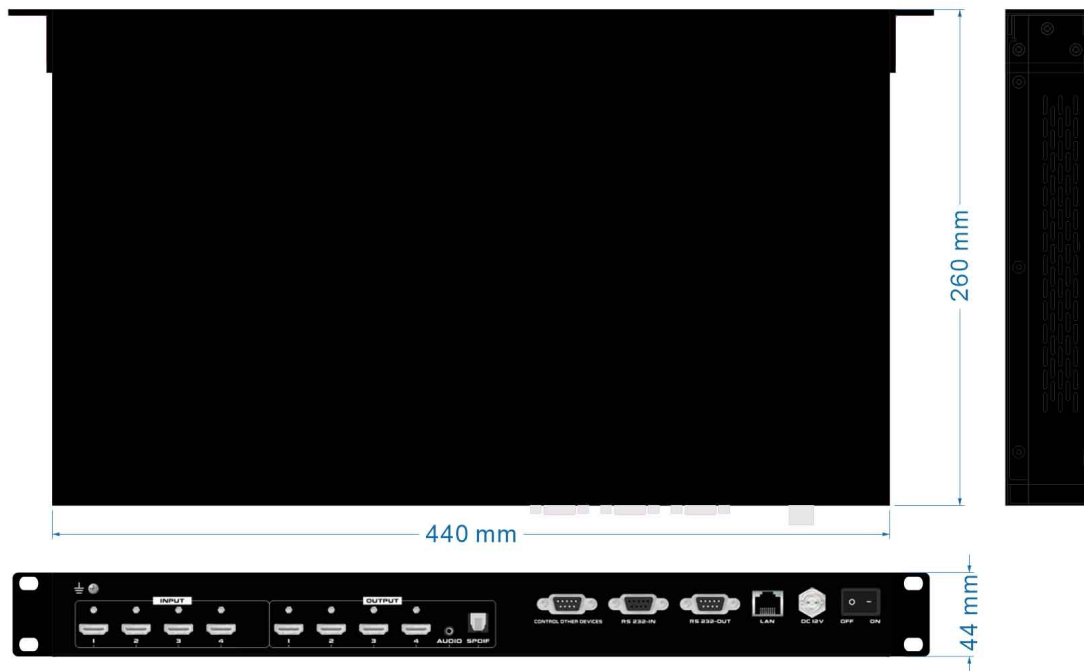 260 mm
440 mm
INPUT
OUTPUT
1 2 3 4
1 2 3 4 AUDIO SPDIF
CONTROL OTHER DEVICES RS 232-IN RS 232-OUT LAN DC 12V OFF ON
44 mm